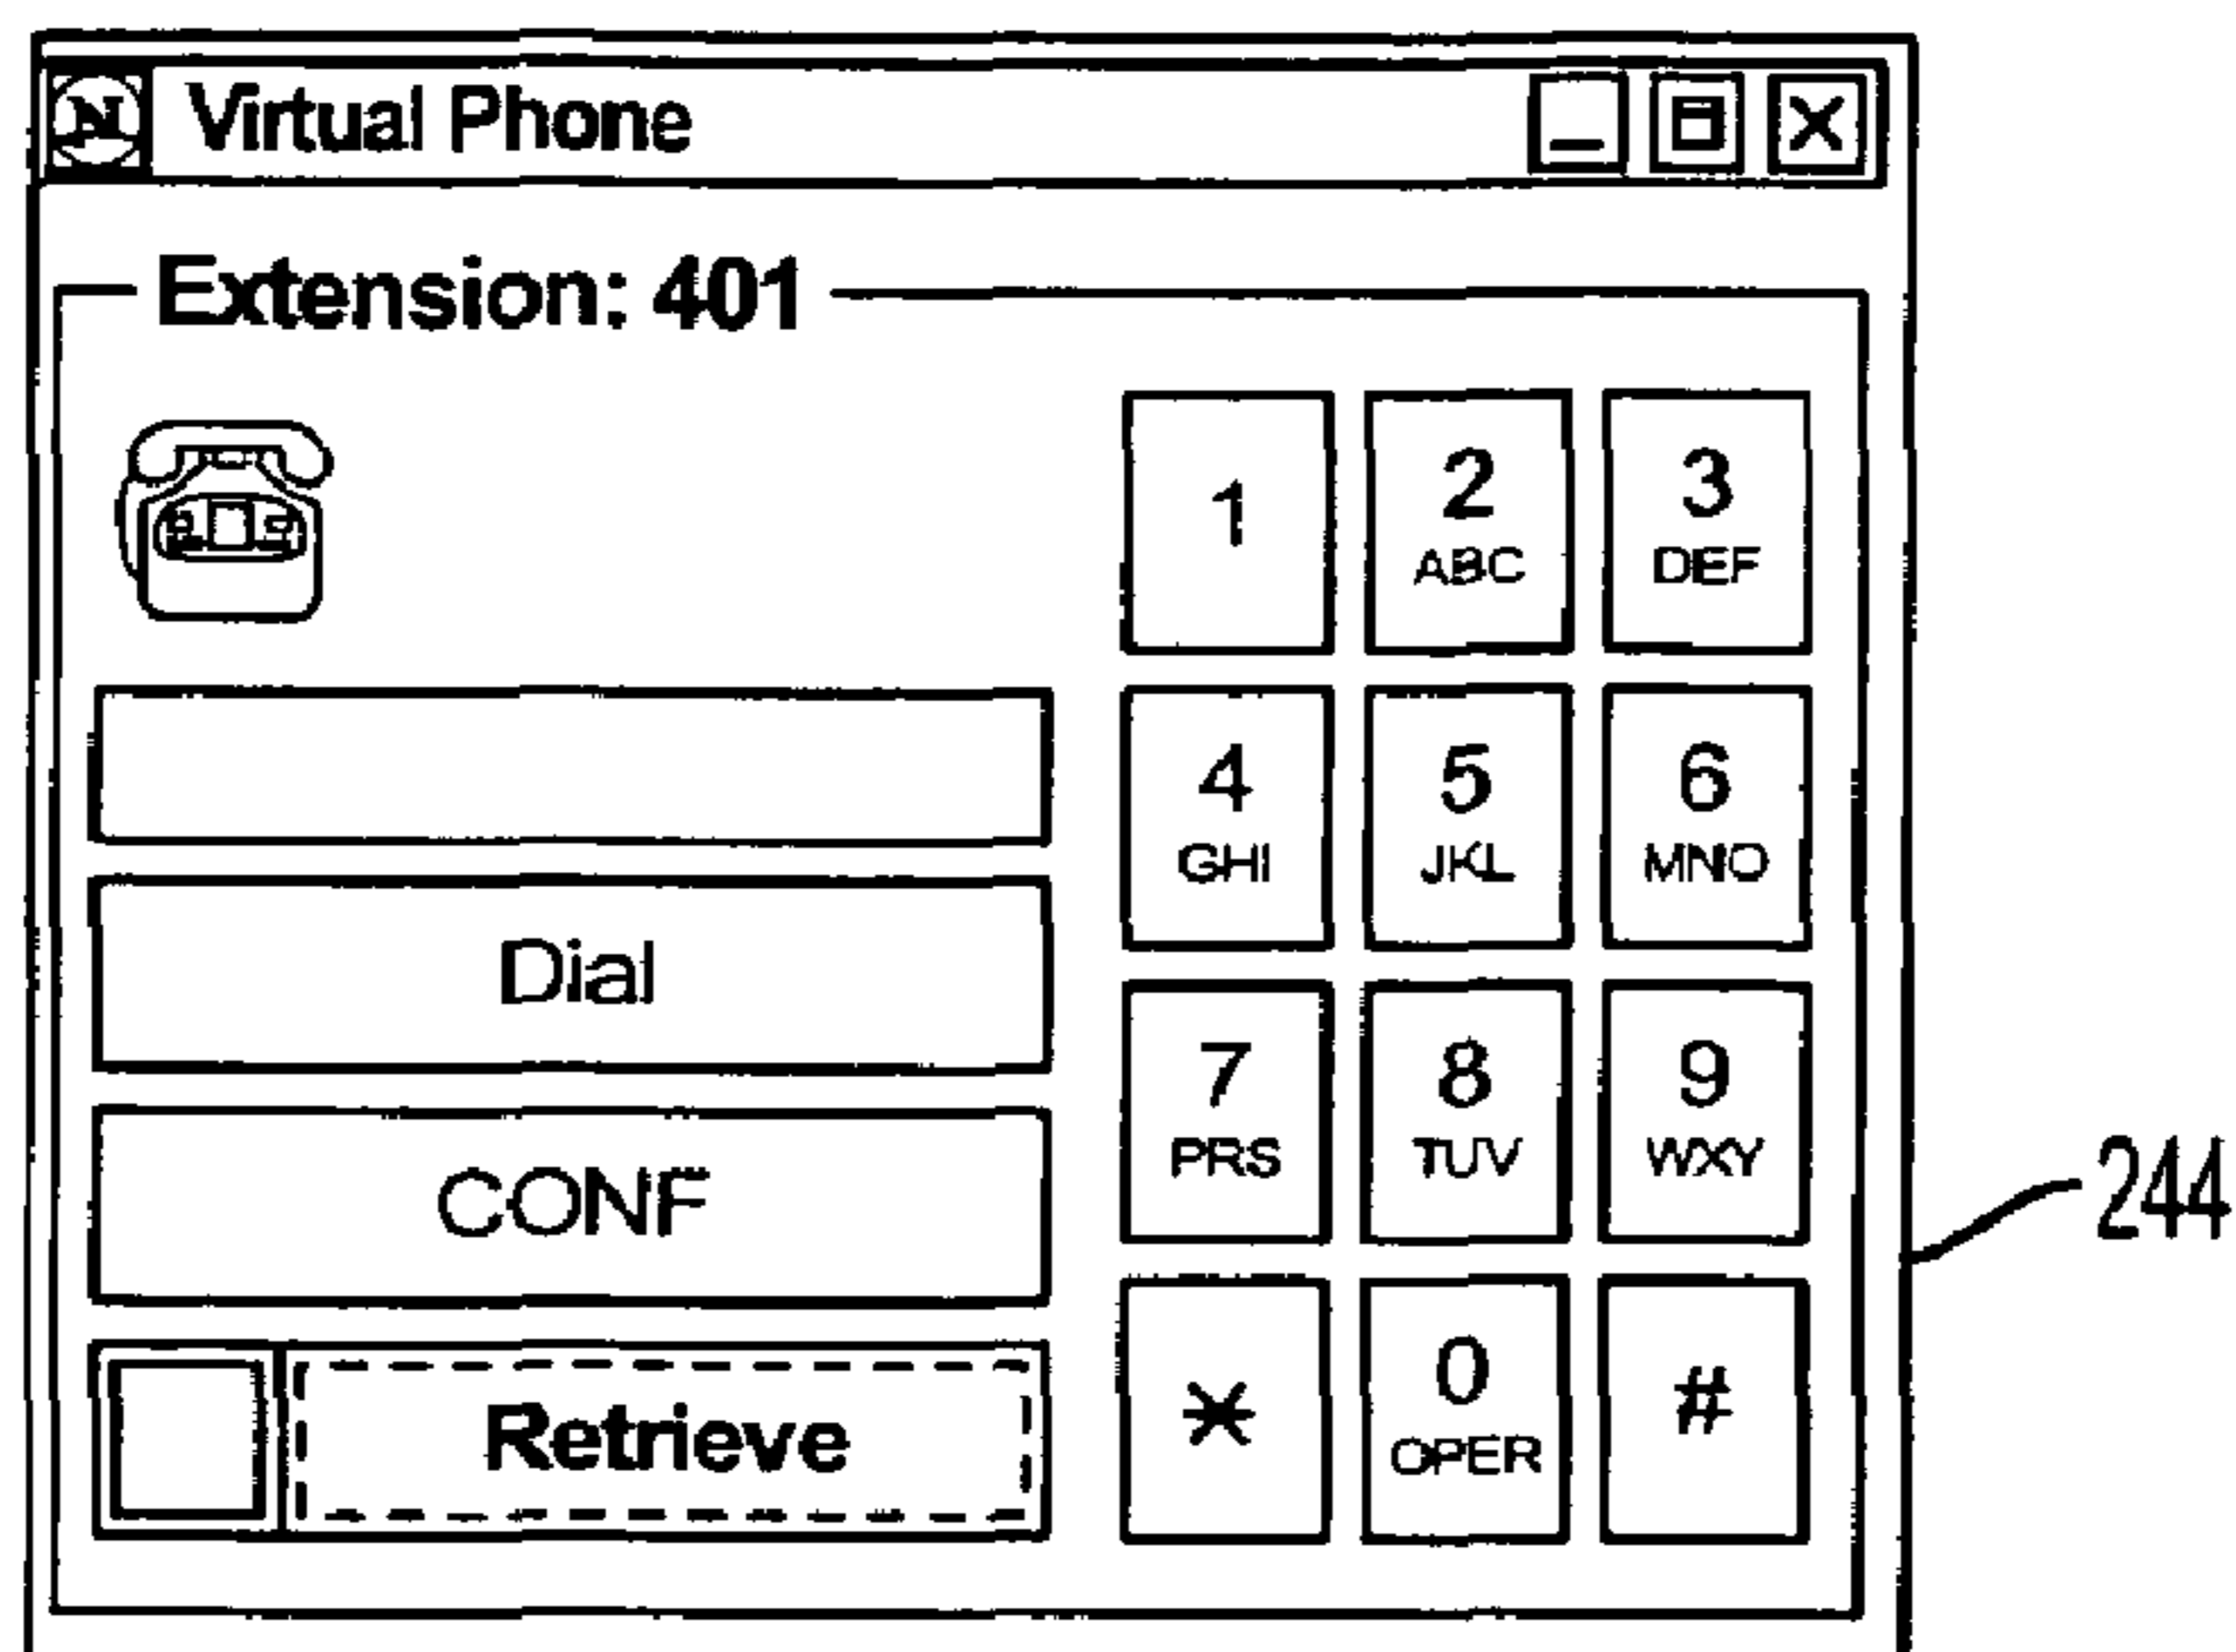 N
Virtual Phone
Extension: 401
1
2
ABC
3
DEF
4
GHI
5
JKL
6
MNO
Dial
7
PRS
8
TUV
9
WXY
CONF
244
Retrieve
*
0
OPER
#